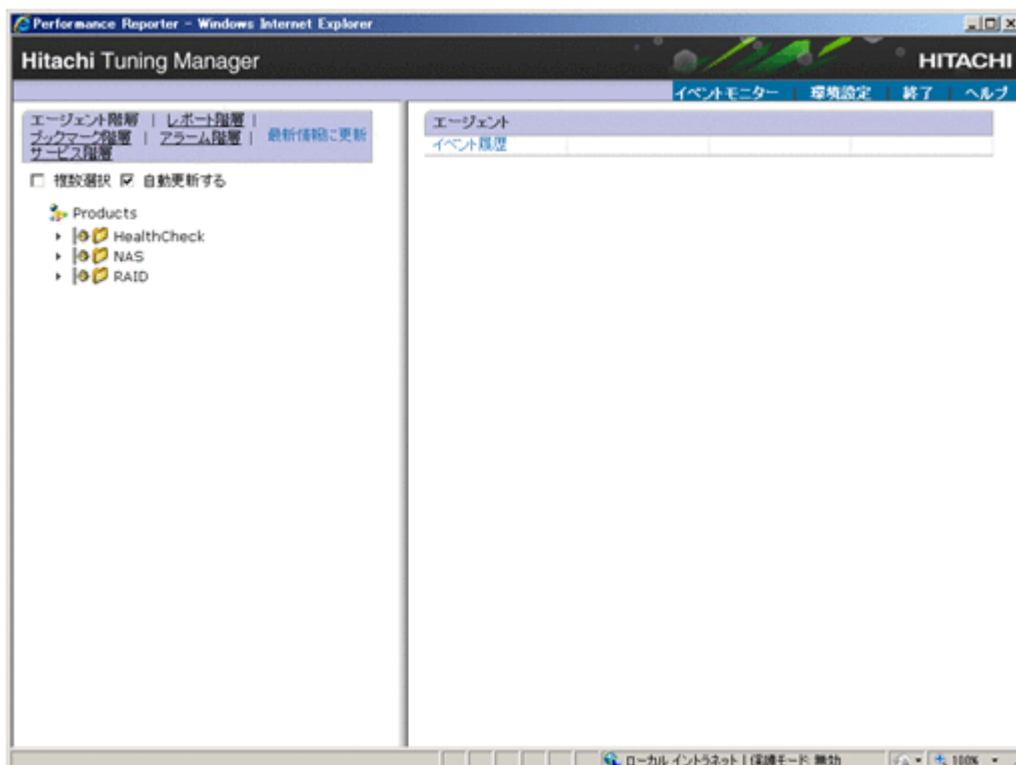 Performance Reporter - Windows Internet Explorer
Hitachi Tuning Manager
HITACHI
イベントモニター | 環境設定 | 終了 | ヘルプ
エージェント階層 | レポート階層 |
ブックマーク階層 | アラーム階層 | 最新情報に更新
サービス階層
複数選択 自動更新する
Products
HealthCheck
NAS
RAID
エージェント
イベント履歴
ローカル イントラネット | 保護モード: 無効
100%